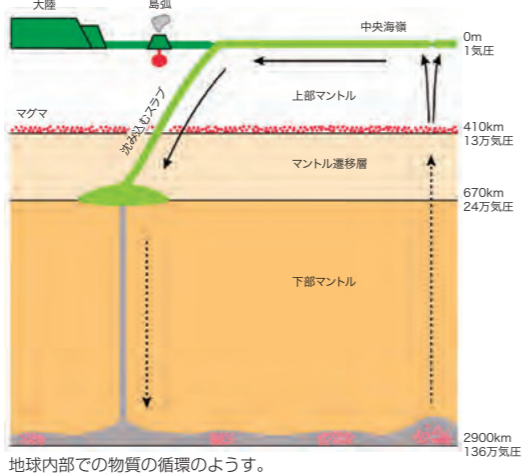 大陸
島弧
中央海嶺
0m
1気圧
上部マントル
マグマ
沈み込むスラブ
410km
13万気圧
マントル遷移層
670km
24万気圧
下部マントル
2900km
136万気圧
地球内部での物質の循環のようす。